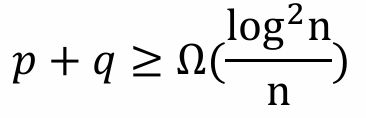 p + q ≥ Ω(log²n / n)